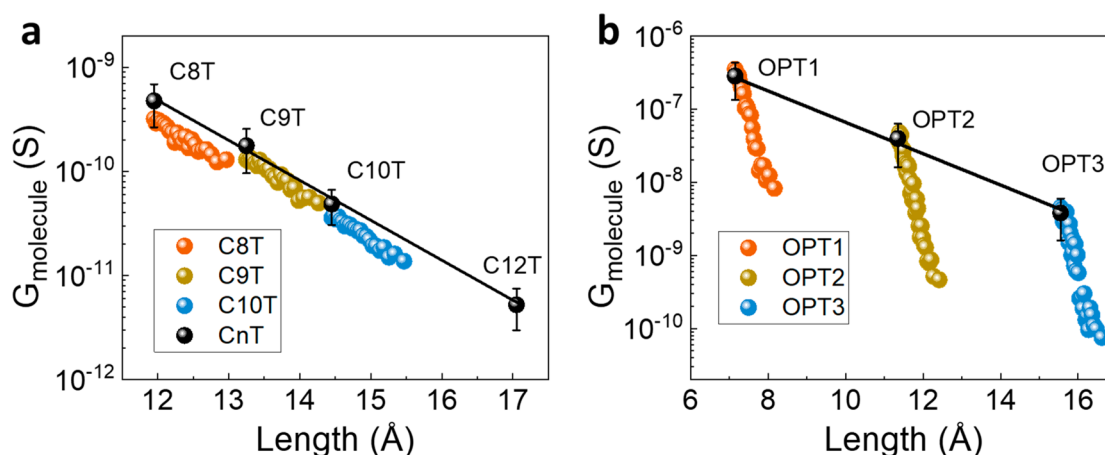 a
G_molecule (S)
10^-9
10^-10
10^-11
10^-12
C8T
C9T
C10T
C12T
C8T
C9T
C10T
CnT
12 13 14 15 16 17
Length (Å)
b
G_molecule (S)
10^-6
10^-7
10^-8
10^-9
10^-10
OPT1
OPT2
OPT3
OPT1
OPT2
OPT3
6 8 10 12 14 16
Length (Å)